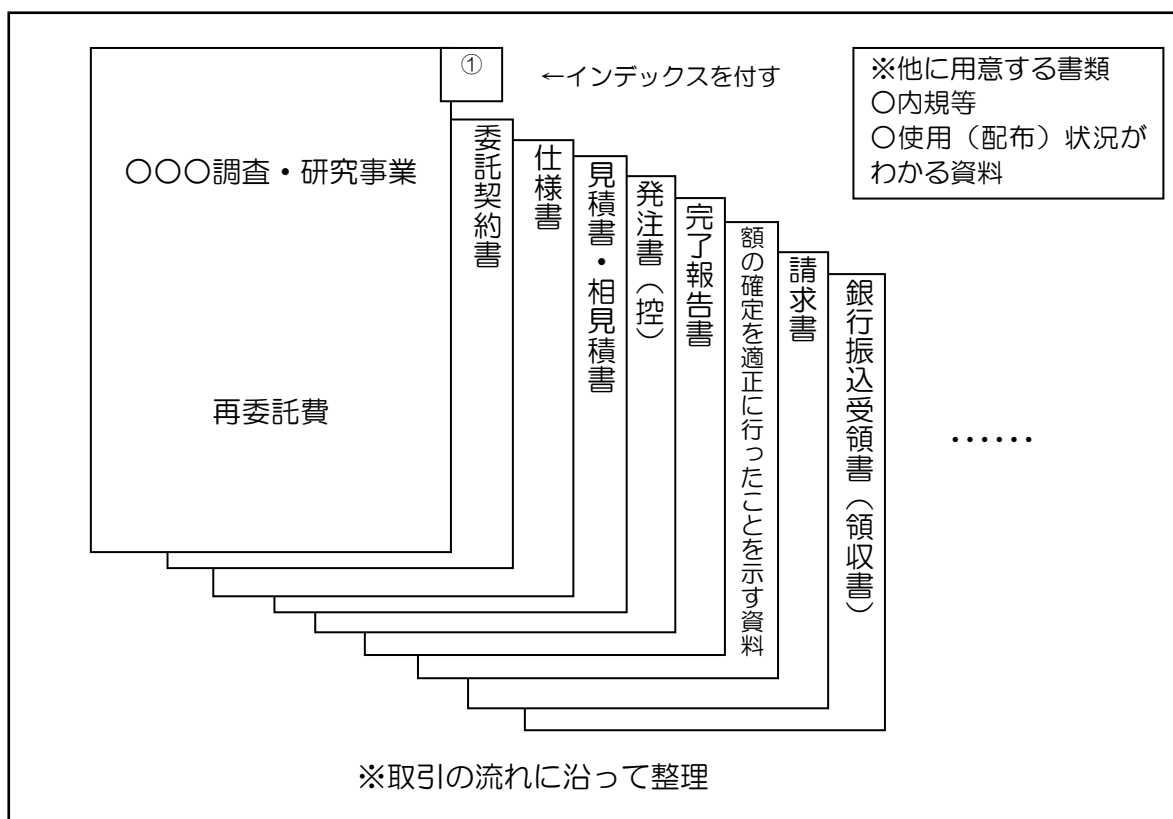 ①
←インデックスを付す
※他に用意する書類
〇内規等
〇使用（配布）状況が
わかる資料
〇〇〇調査・研究事業
再委託費
委託契約書
仕様書
見積書・相見積書
発注書（控）
完了報告書
額の確定を適正に行ったことを示す資料
請求書
銀行振込受領書（領収書）
・・・・・・
※取引の流れに沿って整理